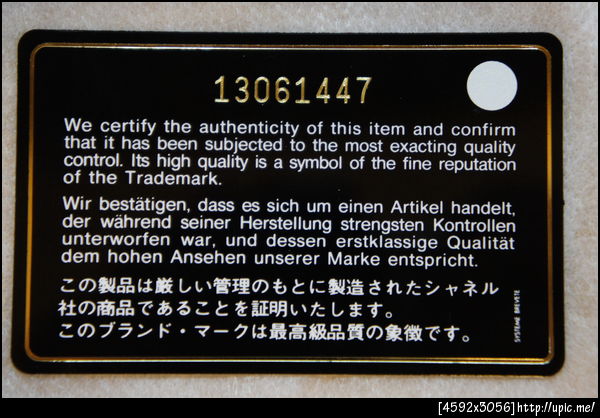 13061447
We certify the authenticity of this item and confirm
that it has been subjected to the most exacting quality
control. Its high quality is a symbol of the fine reputation
of the Trademark.
Wir bestätigen, dass es sich um einen Artikel handelt,
der während seiner Herstellung strengsten Kontrollen
unterworfen war, und dessen erstklassige Qualität
dem hohen Ansehen unserer Marke entspricht.
この製品は厳しい管理のもとに製造されたシャネル
社の商品であることを証明いたします。
このブランド・マークは最高級品質の象徴です。
SYSTEME BREVETE
[4592x3056]http://upic.me/